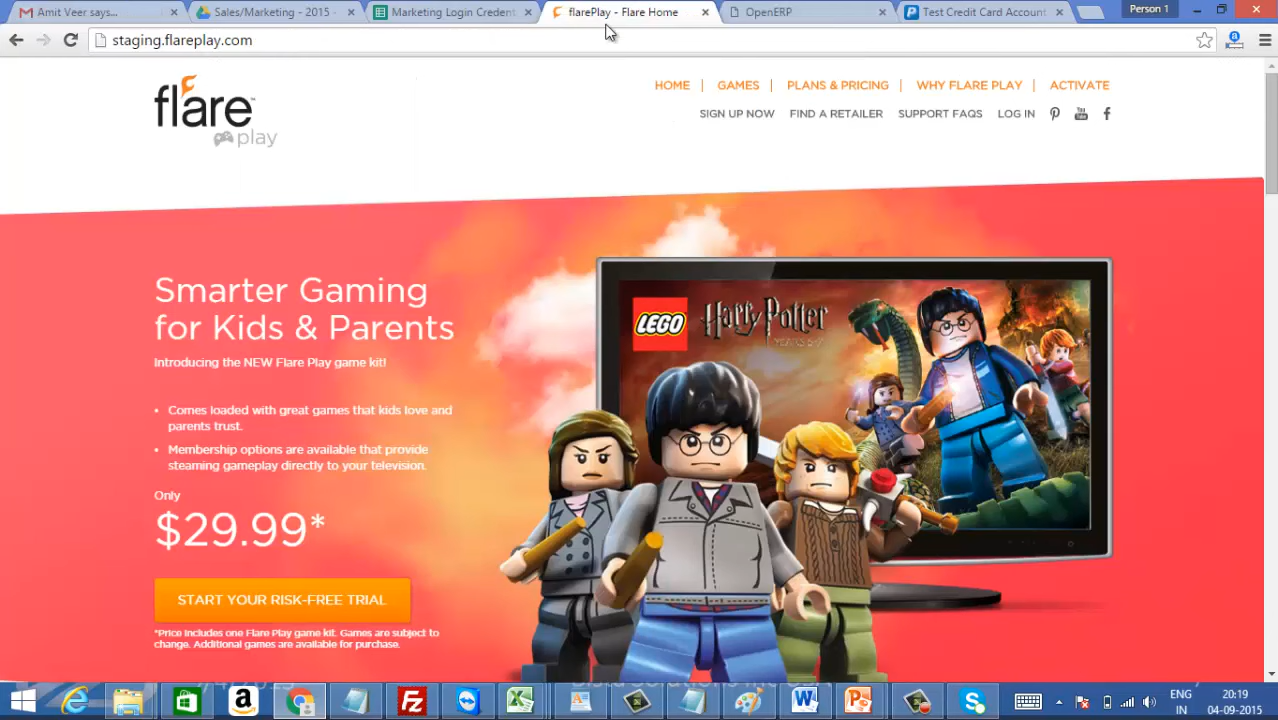 Amit Veer says...
Sales/Marketing - 2015 -
Marketing Login Credent
flarePlay - Flare Home
OpenERP
Test Credit Card Account
Person 1
staging.flareplay.com
flare™
play
HOME | GAMES | PLANS & PRICING | WHY FLARE PLAY | ACTIVATE
SIGN UP NOW FIND A RETAILER SUPPORT FAQS LOG IN
You Tube
Smarter Gaming
for Kids & Parents
Introducing the NEW Flare Play game kit!
• Comes loaded with great games that kids love and
parents trust.
• Membership options are available that provide
steaming gameplay directly to your television.
Only
$29.99*
START YOUR RISK-FREE TRIAL
*Price includes one Flare Play game kit. Games are subject to
change. Additional games are available for purchase.
LEGO
Harry Potter
YEARS 5-7
ENG
IN
20:19
04-09-2015